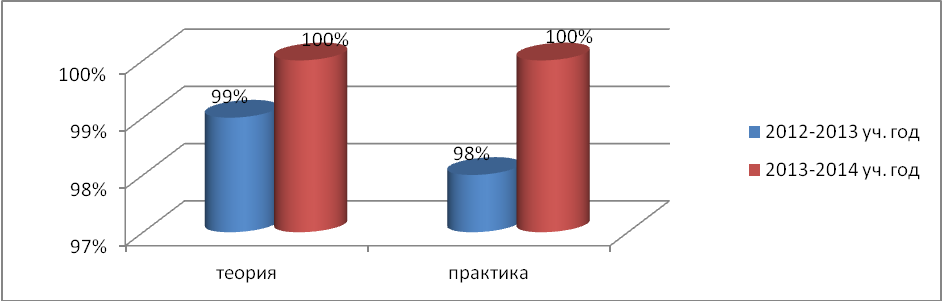 100%
99%
98%
97%
99%
100%
98%
100%
теория
практика
2012-2013 уч. год
2013-2014 уч. год